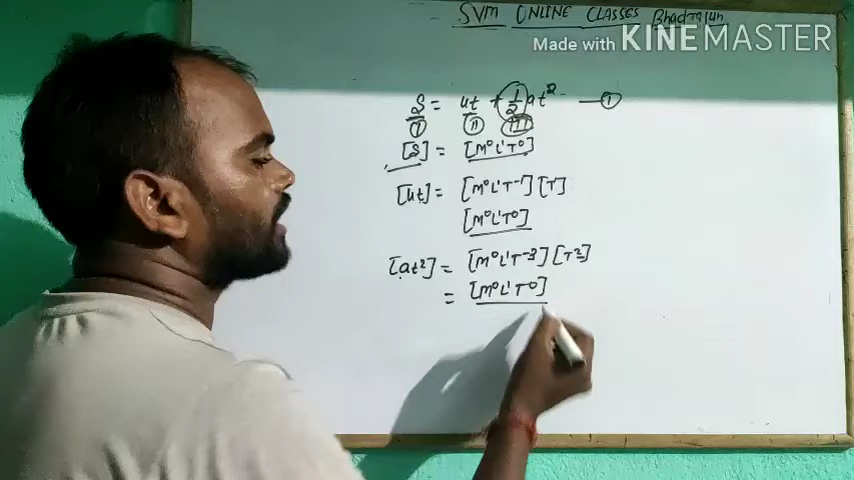 SVM ONLINE CLASSES Bhadrajun
Made with KINEMASTER
S = ut + 1/2 at² — ①
Ⓘ Ⓘⓘ ⓘⓘⓘ
[S] = [M⁰L¹T⁰]
[ut] = [M⁰L¹T⁻¹][T]
[M⁰L¹T⁰]
[at²] = [M⁰L¹T⁻²][T²]
= [M⁰L¹T⁰]